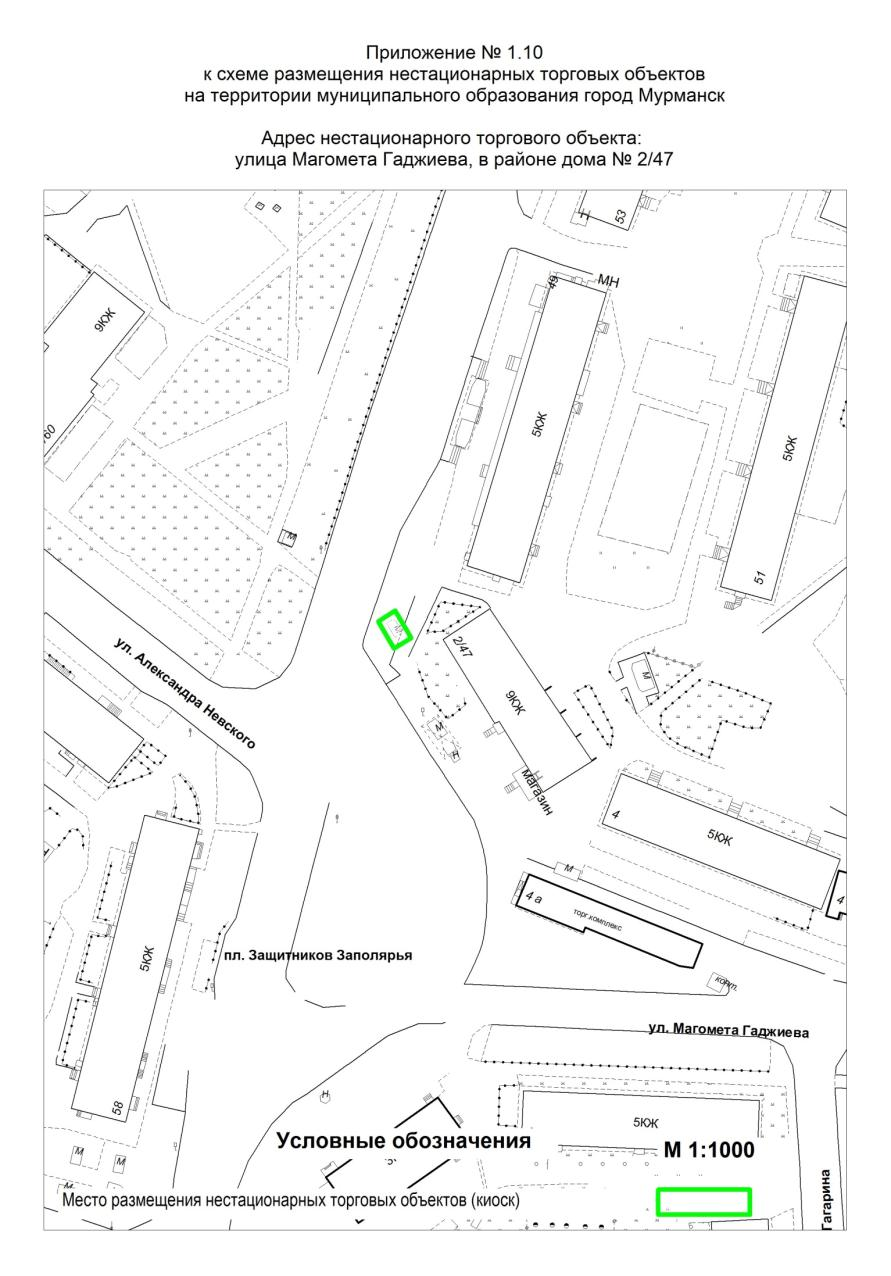 Приложение № 1.10
к схеме размещения нестационарных торговых объектов
на территории муниципального образования город Мурманск
Адрес нестационарного торгового объекта:
улица Магомета Гаджиева, в районе дома № 2/47
53
Н
49
МН
9КЖ
60
5КЖ
5КЖ
М
51
М
2/47
ул. Александра Невского
9КЖ
М
М
Н
магазин
4
5КЖ
М
4 а
торг.комплекс
4
5КЖ
пл. Защитников Заполярья
конт.
ул. Магомета Гаджиева
Н
58
5КЖ
Условные обозначения
М 1:1000
М
М
М
Место размещения нестационарных торговых объектов (киоск)
Гагарина